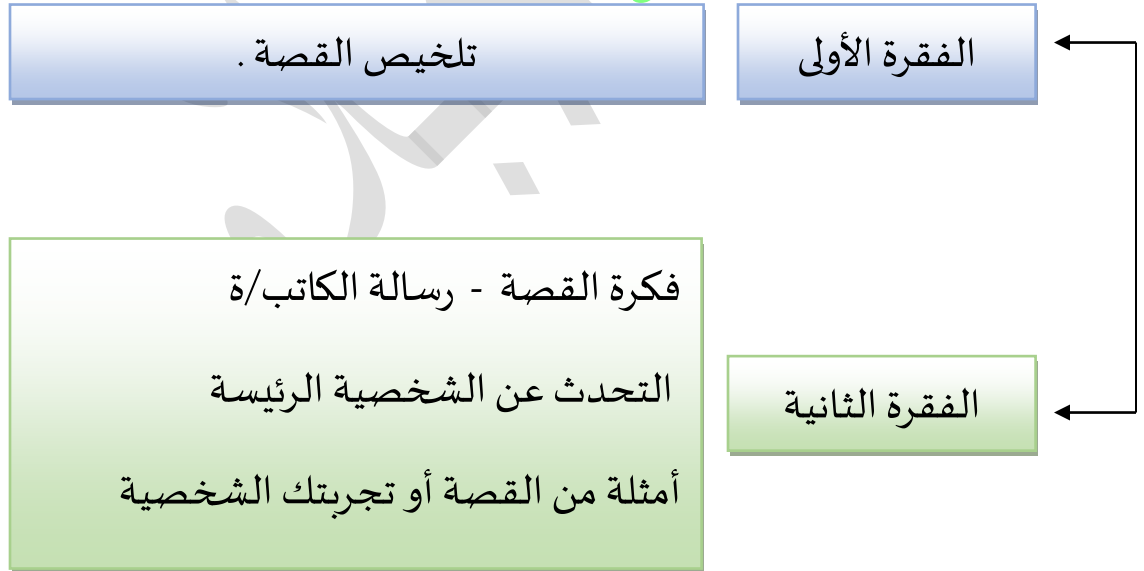 الفقرة الأولى
تلخيص القصة .
الفقرة الثانية
فكرة القصة - رسالة الكاتب/ة
التحدث عن الشخصية الرئيسة
أمثلة من القصة أو تجربتك الشخصية